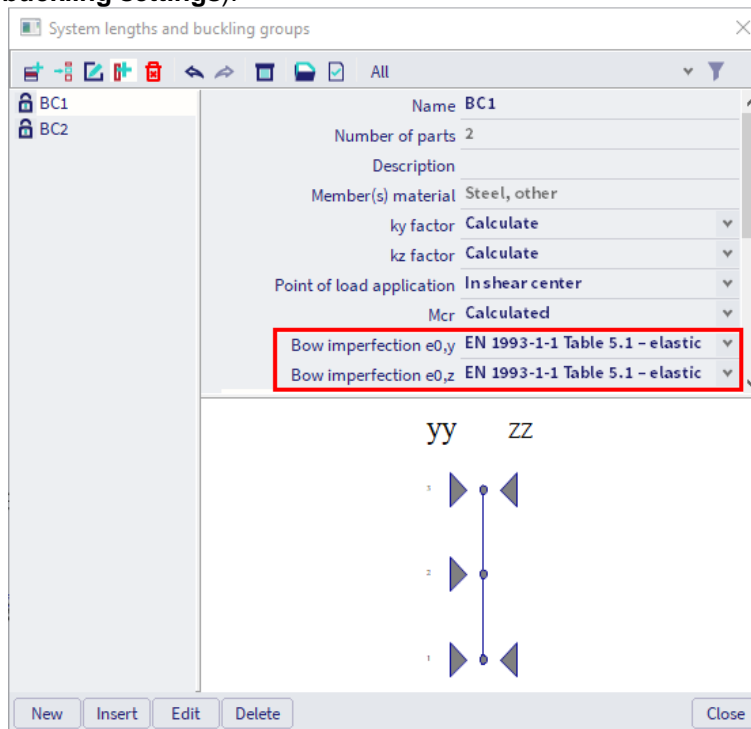 buckling settings).
System lengths and buckling groups
All
BC1
BC2
Name BC1
Number of parts 2
Description
Member(s) material Steel, other
ky factor Calculate
kz factor Calculate
Point of load application In shear center
Mcr Calculated
Bow imperfection e0,y EN 1993-1-1 Table 5.1 – elastic
Bow imperfection e0,z EN 1993-1-1 Table 5.1 – elastic
yy zz
3
2
1
New Insert Edit Delete Close